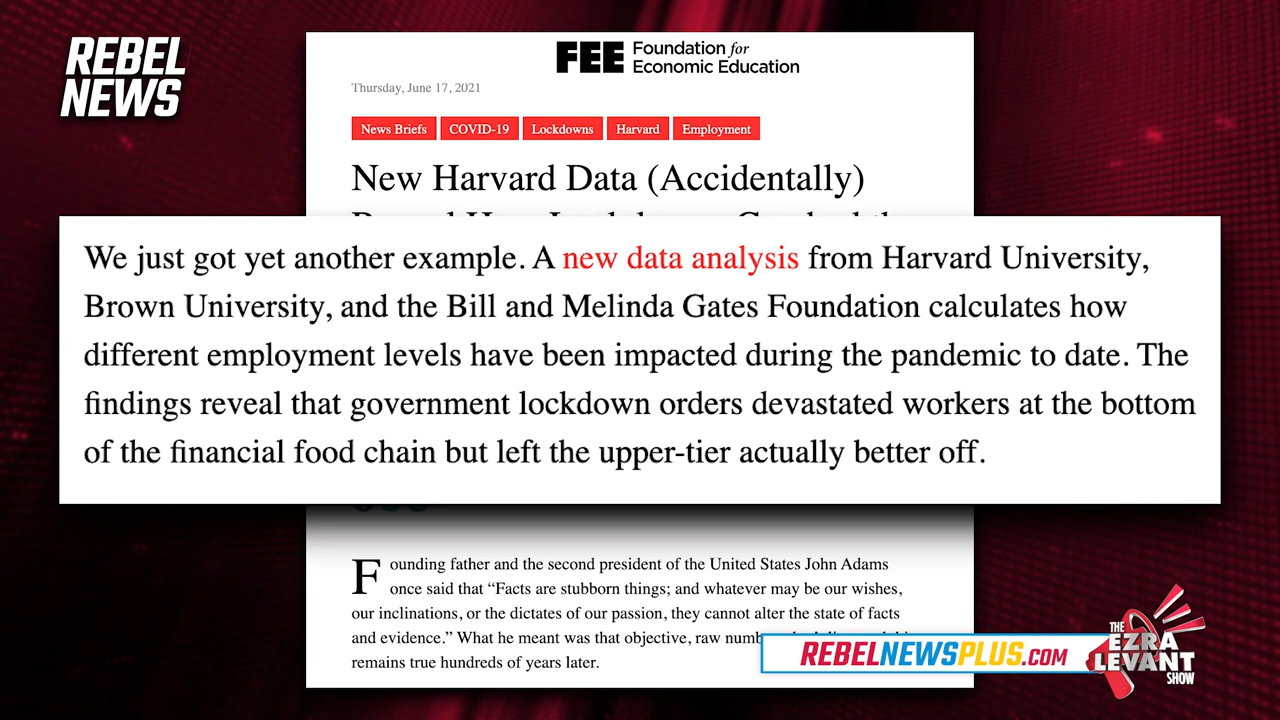 REBEL
NEWS
FEE Foundation for
Economic Education
Thursday, June 17, 2021
News Briefs COVID-19 Lockdowns Harvard Employment
New Harvard Data (Accidentally)
We just got yet another example. A new data analysis from Harvard University,
Brown University, and the Bill and Melinda Gates Foundation calculates how
different employment levels have been impacted during the pandemic to date. The
findings reveal that government lockdown orders devastated workers at the bottom
of the financial food chain but left the upper-tier actually better off.
Founding father and the second president of the United States John Adams
once said that “Facts are stubborn things; and whatever may be our wishes,
our inclinations, or the dictates of our passion, they cannot alter the state of facts
and evidence.” What he meant was that objective, raw
remains true hundreds of years later.
REBELNEWSPLUS.COM
THE
EZRA
LEVANT
SHOW